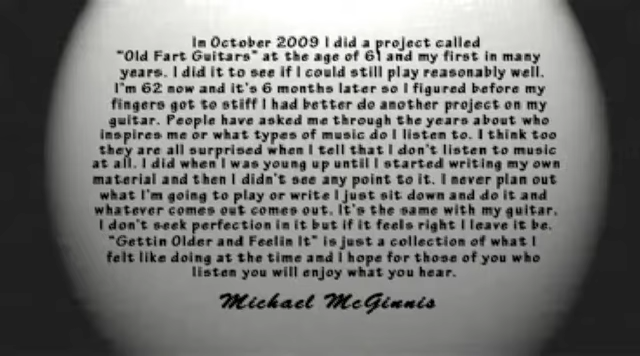 In October 2009 I did a project called
"Old Fart Guitars" at the age of 61 and my first in many
years. I did it to see if I could still play reasonably well.
I'm 62 now and it's 6 months later so I figured before my
fingers got to stiff I had better do another project on my
guitar. People have asked me through the years about who
inspires me or what types of music do I listen to. I think too
they are all surprised when I tell that I don't listen to music
at all. I did when I was young up until I started writing my own
material and then I didn't see any point to it. I never plan out
what I'm going to play or write I just sit down and do it and
whatever comes out comes out. It's the same with my guitar.
I don't seek perfection in it but if it feels right I leave it be.
"Gettin Older and Feelin It" is just a collection of what I
felt like doing at the time and I hope for those of you who
listen you will enjoy what you hear.
Michael McGinnis